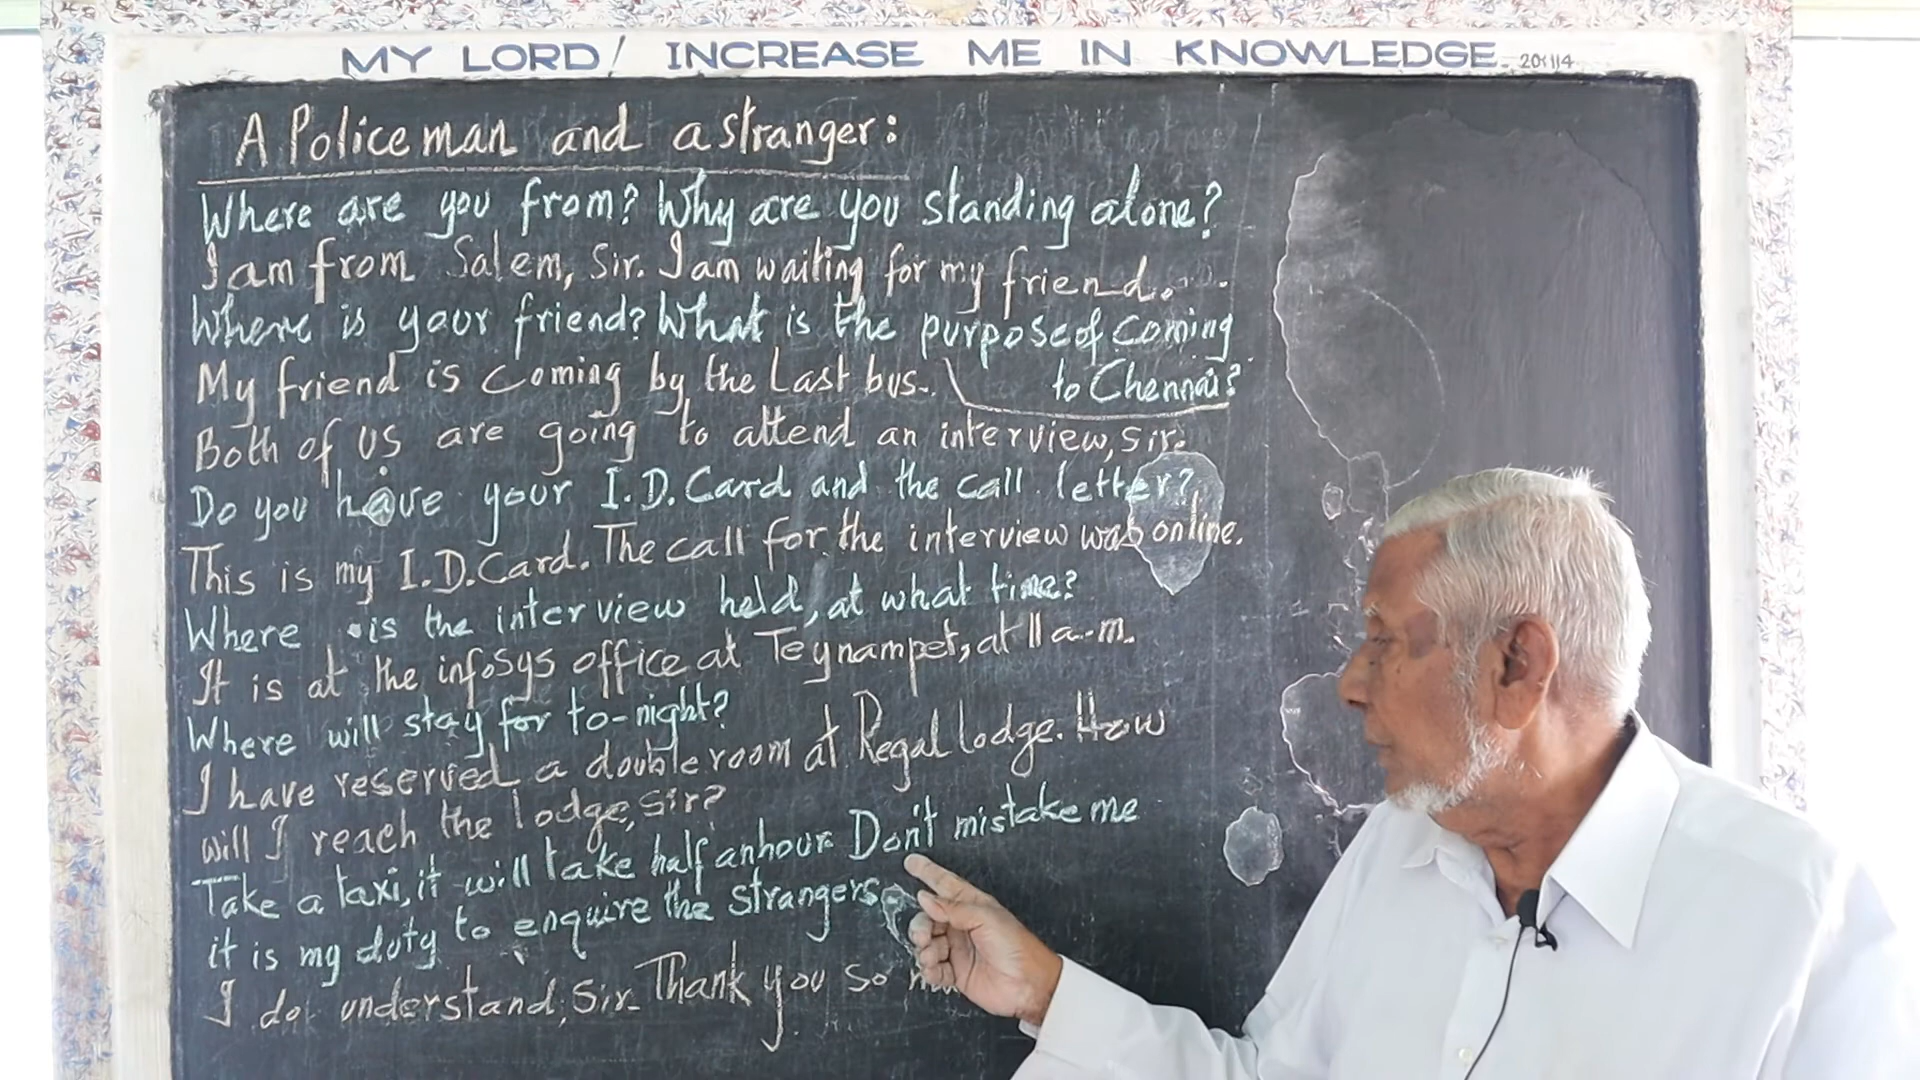 MY LORD! INCREASE ME IN KNOWLEDGE. 20114
A Police man and a stranger:
Where are you from? Why are you standing alone?
I am from Salem, Sir. I am waiting for my friend.
Where is your friend? What is the purpose of coming
to Chennai?
My friend is coming by the last bus.
Both of us are going to attend an interview, Sir.
Do you have your I.D. Card and the call letter?
This is my I.D. Card. The call for the interview was online.
Where is the interview held, at what time?
It is at the infosys office at Teynampet, at 11 a.m.
Where will stay for to-night?
I have reserved a double room at Regal lodge. How
will I reach the lodge, Sir?
Take a taxi, it will take half an hour. Don't mistake me
it is my duty to enquire the strangers.
I do understand, Sir. Thank you so